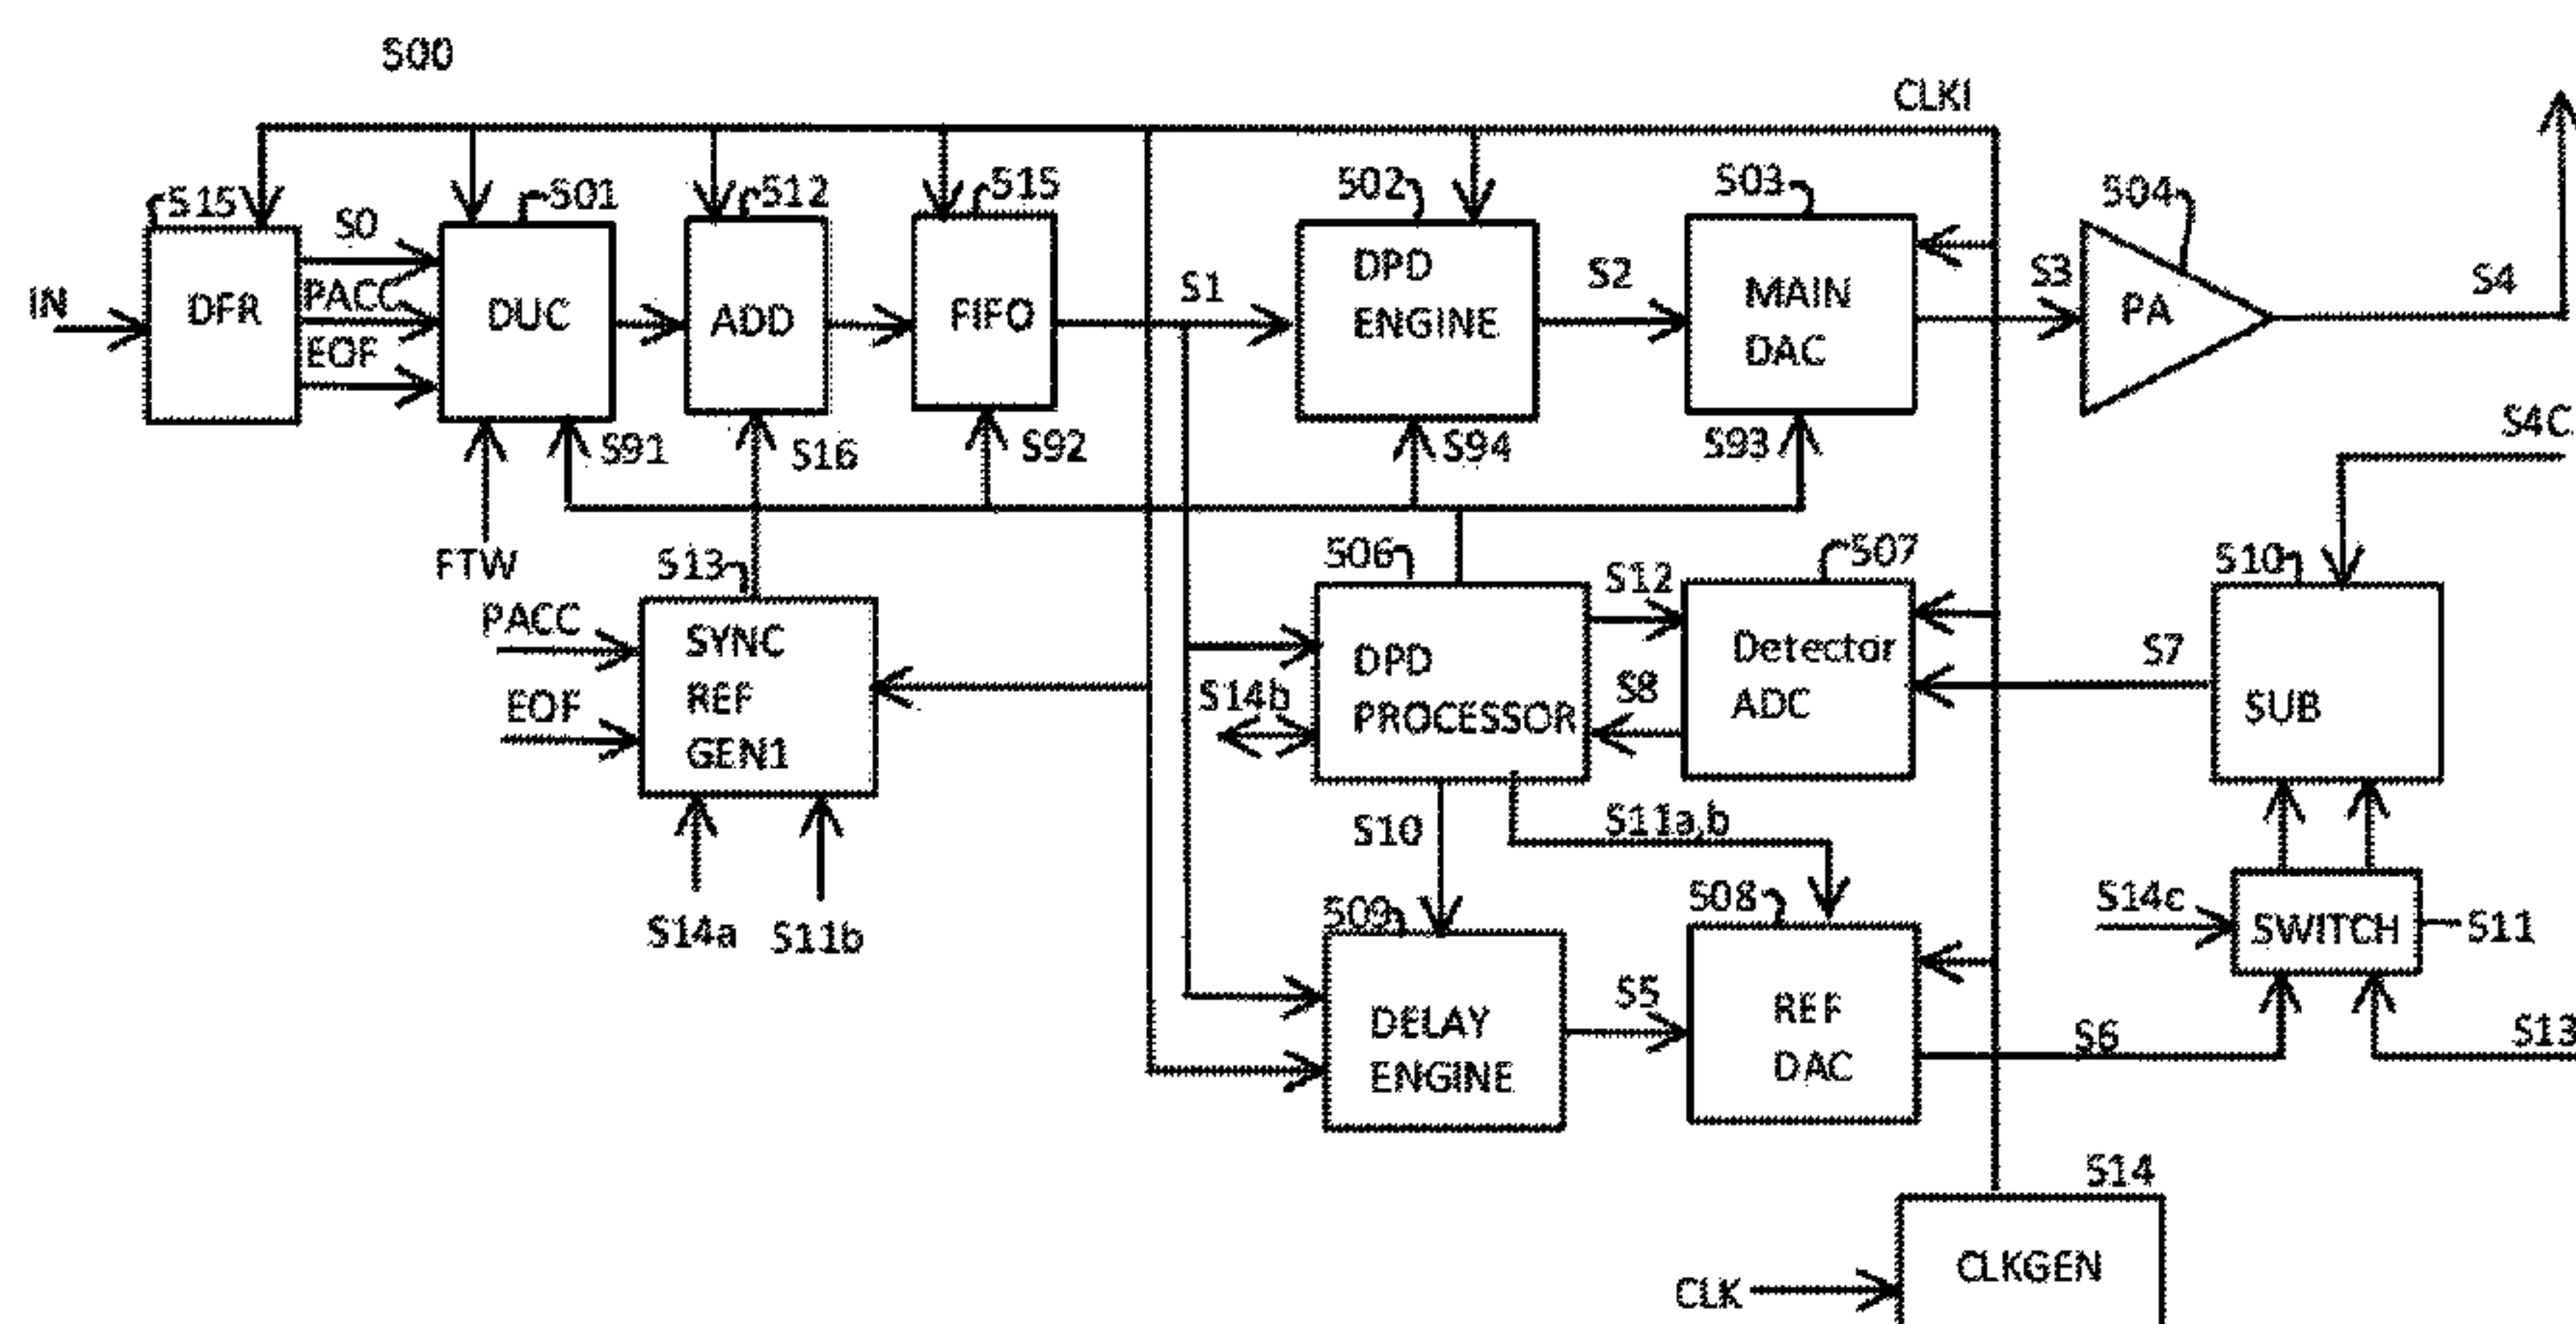 500
CLKI
515
501
512
515
502
503
504
IN
DFR
S0
PACC
EOF
DUC
ADD
FIFO
S1
DPD
ENGINE
S2
MAIN
DAC
S3
PA
S4
S91
S16
S92
S94
S93
S4C
FTW
513
506
507
510
PACC
EOF
SYNC
REF
GEN1
S14b
DPD
PROCESSOR
S12
S8
Detector
ADC
S7
SUB
S14a
S11b
S10
S11a,b
509
508
DELAY
ENGINE
S5
REF
DAC
S6
S14c
SWITCH
511
S13
514
CLK
CLKGEN